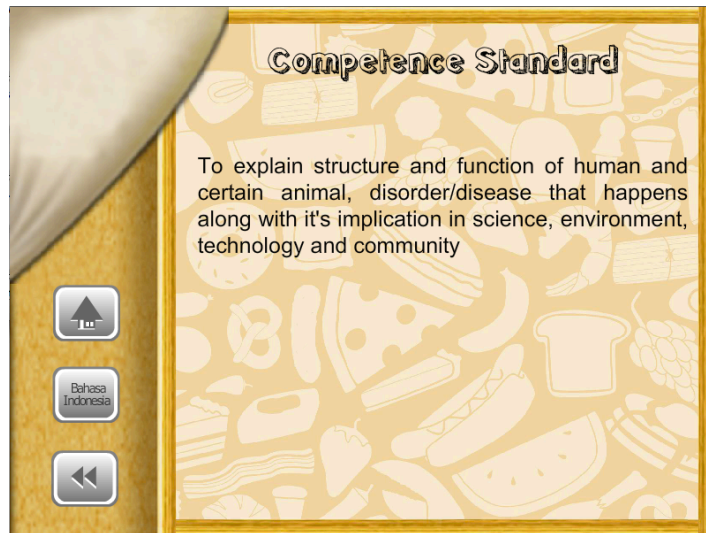 Competence Standard
To explain structure and function of human and
certain animal, disorder/disease that happens
along with it's implication in science, environment,
technology and community
Bahasa
Indonesia